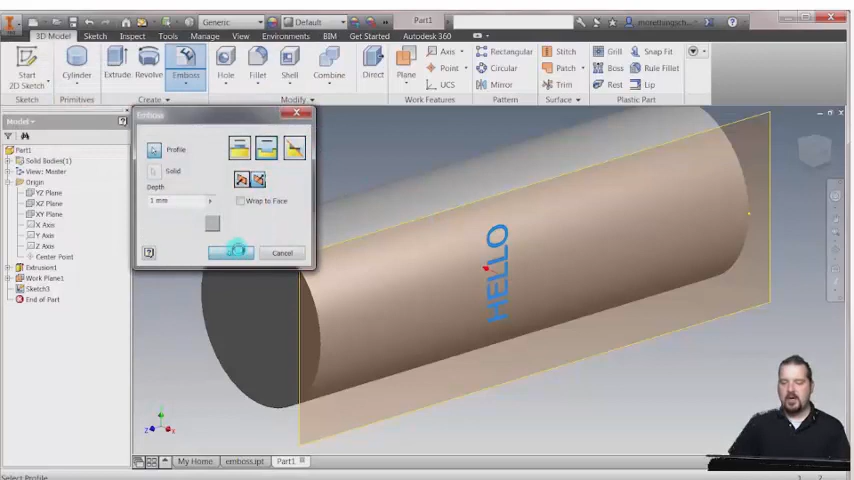 Generic
Default
Part1
morethingsch...
3D Model Sketch Inspect Tools Manage View Environments BIM Get Started Autodesk 360
Start
2D Sketch
Cylinder
Extrude Revolve Emboss
Hole Fillet Shell Combine
Direct
Plane
Axis
Point
UCS
Rectangular
Circular
Mirror
Stitch
Patch
Trim
Grill
Boss
Rest
Snap Fit
Rule Fillet
Lip
Sketch Primitives Create Modify Work Features Pattern Surface Plastic Part
Model
Part1
Solid Bodies(1)
View: Master
Origin
YZ Plane
XZ Plane
XY Plane
X Axis
Y Axis
Z Axis
Center Point
Extrusion1
Work Plane1
Sketch3
End of Part
Emboss
Profile
Solid
Depth
1 mm
Wrap to Face
Cancel
HELLO
Z
X
My Home emboss.ipt Part1
Select Profile